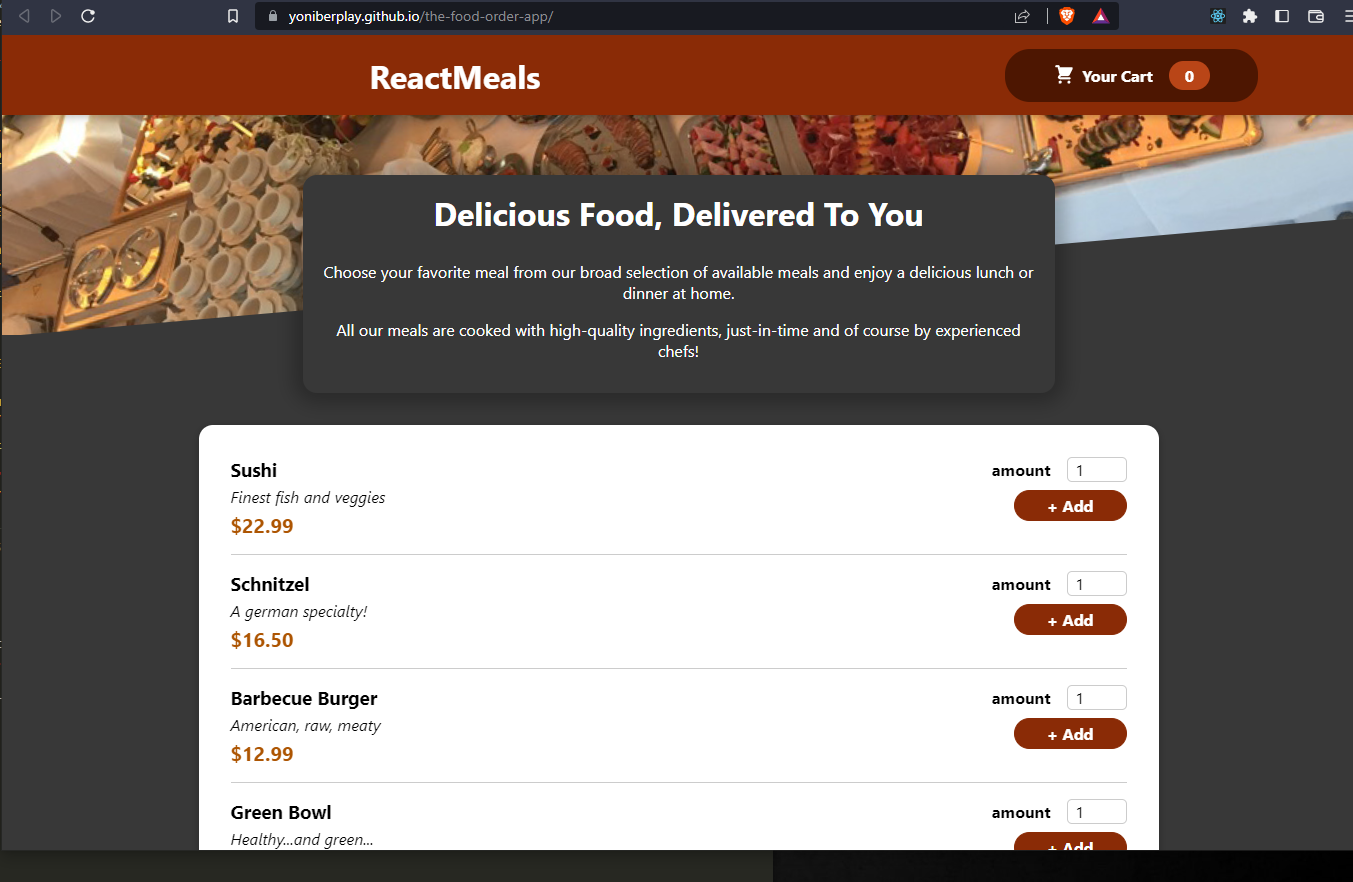 yoniberplay.github.io/the-food-order-app/
ReactMeals
Your Cart 0
Delicious Food, Delivered To You
Choose your favorite meal from our broad selection of available meals and enjoy a delicious lunch or
dinner at home.
All our meals are cooked with high-quality ingredients, just-in-time and of course by experienced
chefs!
Sushi
amount 1
Finest fish and veggies
+ Add
$22.99
Schnitzel
amount 1
A german specialty!
+ Add
$16.50
Barbecue Burger
amount 1
American, raw, meaty
+ Add
$12.99
Green Bowl
amount 1
Healthy...and green...
+ Add